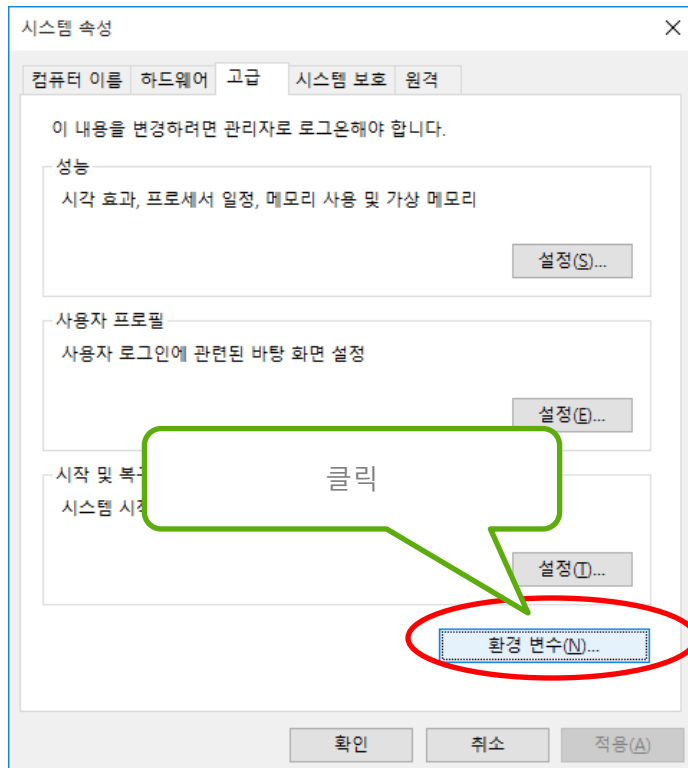 시스템 속성
컴퓨터 이름 하드웨어 고급 시스템 보호 원격
이 내용을 변경하려면 관리자로 로그온해야 합니다.
성능
시각 효과, 프로세서 일정, 메모리 사용 및 가상 메모리
설정(S)...
사용자 프로필
사용자 로그인에 관련된 바탕 화면 설정
설정(E)...
시작 및
시스템
클릭
설정(T)...
환경 변수(N)...
확인 취소 적용(A)